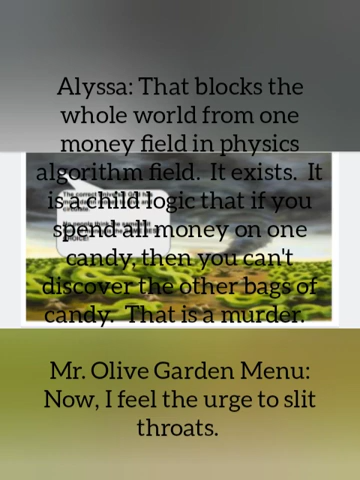 Alyssa: That blocks the
whole world from one
money field in physics
algorithm field. It exists. It
is a child logic that if you
spend all money on one
candy, then you can't
discover the other bags of
candy. That is a murder.
Mr. Olive Garden Menu:
Now, I feel the urge to slit
throats.